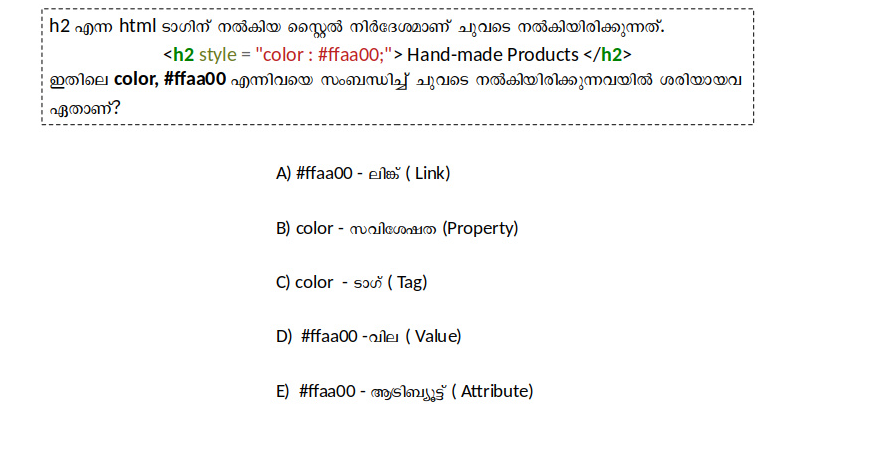 h2 എന്ന html ടാഗിന് നൽകിയ സ്റ്റൈൽ നിർദേശമാണ് ചുവടെ നൽകിയിരിക്കുന്നത്.
<h2 style = "color : #ffaa00;"> Hand-made Products </h2>
ഇതിലെ color, #ffaa00 എന്നിവയെ സംബന്ധിച്ച് ചുവടെ നൽകിയിരിക്കുന്നവയിൽ ശരിയായവ
ഏതാണ്?
A) #ffaa00 - ലിങ്ക് ( Link)
B) color - സവിശേഷത (Property)
C) color - ടാഗ് ( Tag)
D) #ffaa00 -വില ( Value)
E) #ffaa00 - ആട്രിബ്യൂട്ട് ( Attribute)